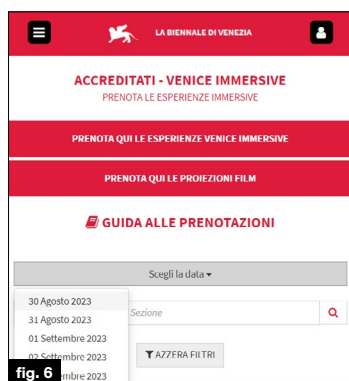 LA BIENNALE DI VENEZIA
ACCREDITATI - VENICE IMMERSIVE
PRENOTA LE ESPERIENZE IMMERSIVE
PRENOTA QUI LE ESPERIENZE VENICE IMMERSIVE
PRENOTA QUI LE PROIEZIONI FILM
GUIDA ALLE PRENOTAZIONI
Scegli la data
30 Agosto 2023
Sezione
31 Agosto 2023
01 Settembre 2023
02 Settembre 2023
AZZERA FILTRI
2023
fig. 6